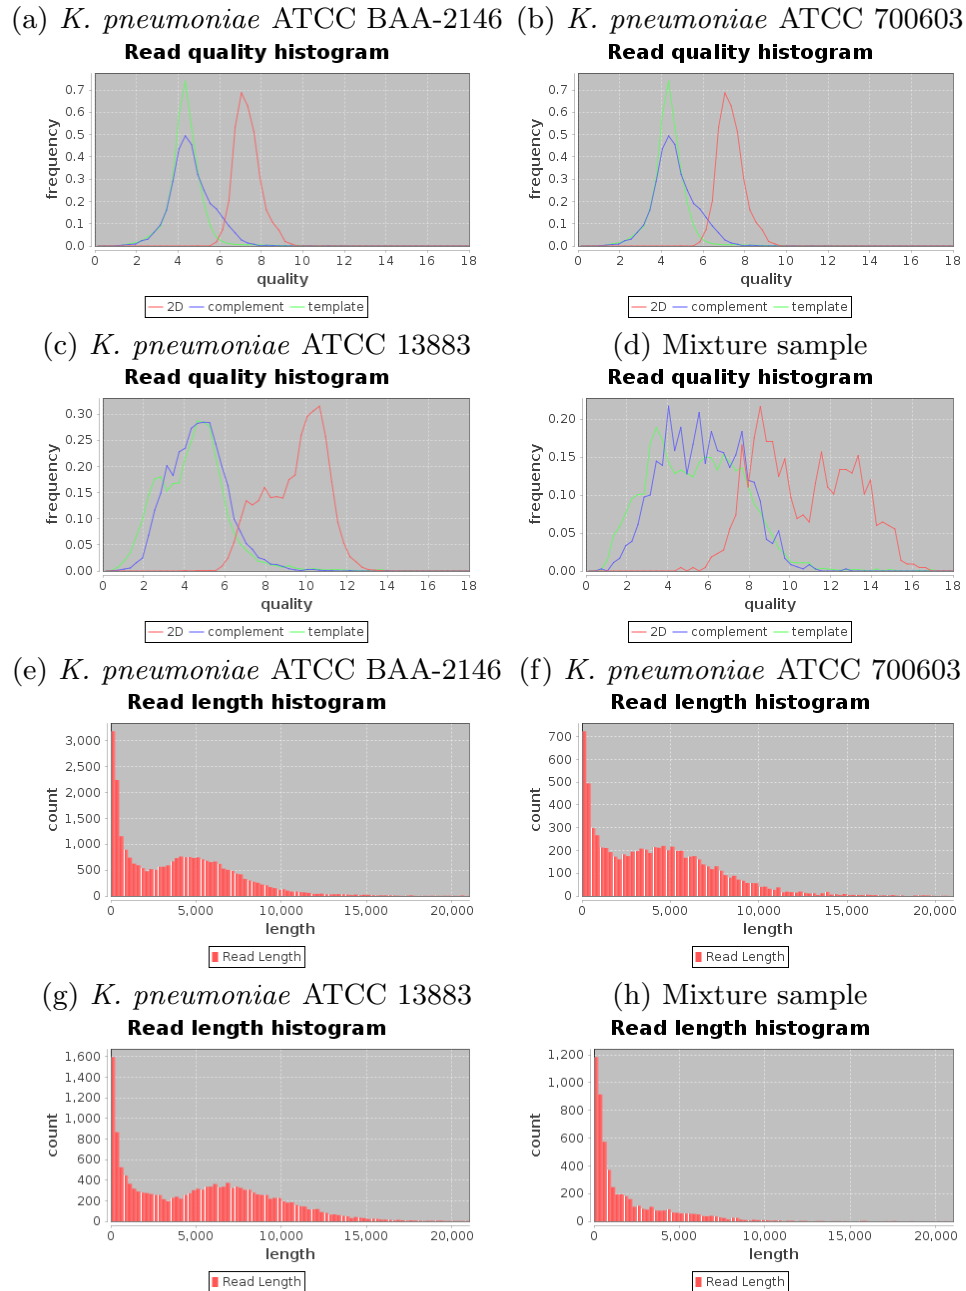 (a) K. pneumoniae ATCC BAA-2146 (b) K. pneumoniae ATCC 700603
Read quality histogram
frequency
0.7
0.6
0.5
0.4
0.3
0.2
0.1
0.0
0 2 4 6 8 10 12 14 16 18
quality
2D complement template
Read quality histogram
frequency
0.7
0.6
0.5
0.4
0.3
0.2
0.1
0.0
0 2 4 6 8 10 12 14 16 18
quality
2D complement template
(c) K. pneumoniae ATCC 13883 (d) Mixture sample
Read quality histogram
frequency
0.30
0.25
0.20
0.15
0.10
0.05
0.00
0 2 4 6 8 10 12 14 16 18
quality
2D complement template
Read quality histogram
frequency
0.20
0.15
0.10
0.05
0.00
0 2 4 6 8 10 12 14 16 18
quality
2D complement template
(e) K. pneumoniae ATCC BAA-2146 (f) K. pneumoniae ATCC 700603
Read length histogram
count
3,000
2,500
2,000
1,500
1,000
500
0
0 5,000 10,000 15,000 20,000
length
Read Length
Read length histogram
count
700
600
500
400
300
200
100
0
0 5,000 10,000 15,000 20,000
length
Read Length
(g) K. pneumoniae ATCC 13883 (h) Mixture sample
Read length histogram
count
1,600
1,400
1,200
1,000
800
600
400
200
0
0 5,000 10,000 15,000 20,000
length
Read Length
Read length histogram
count
1,200
1,000
800
600
400
200
0
0 5,000 10,000 15,000 20,000
length
Read Length